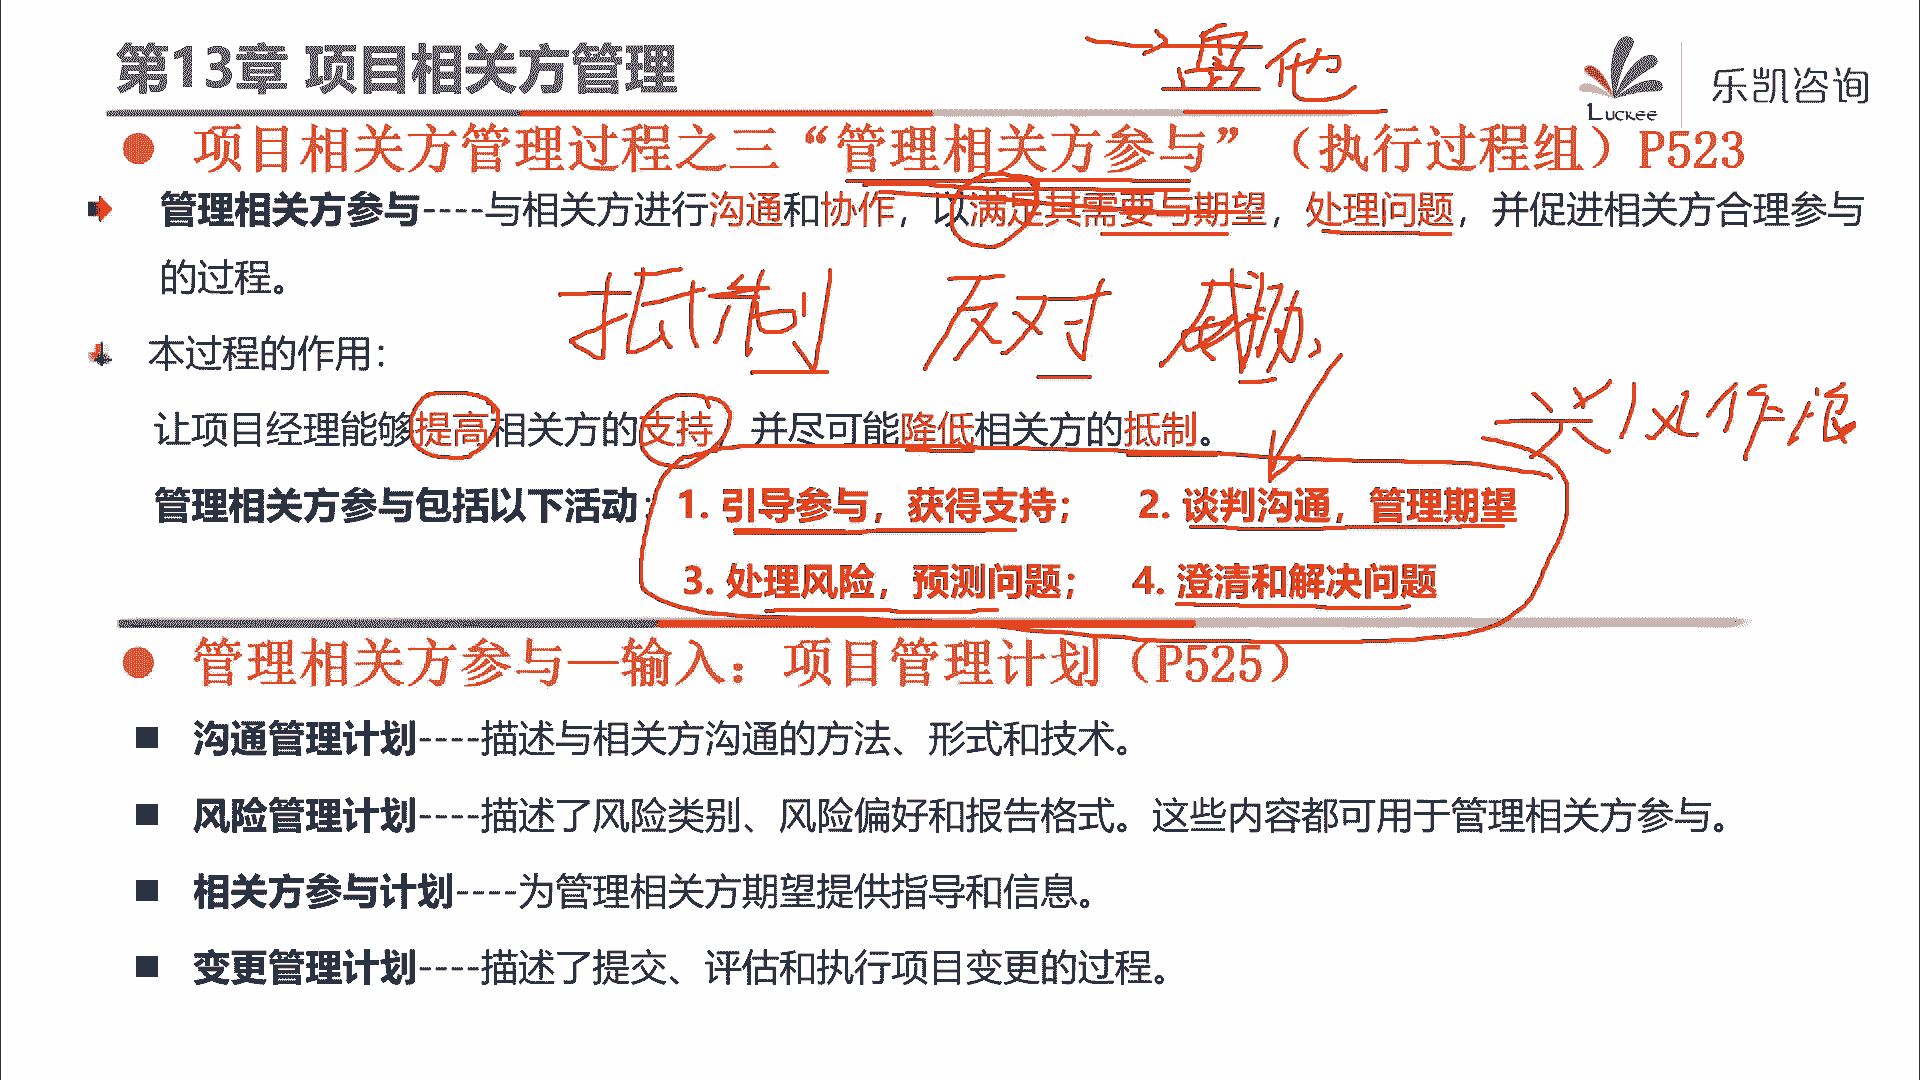 第13章 项目相关方管理
盘他
Luckee
乐凯咨询
项目相关方管理过程之三“管理相关方参与”（执行过程组）P523
管理相关方参与----与相关方进行沟通和协作，以满足其需要与期望，处理问题，并促进相关方合理参与
的过程。
抵制 反对 威胁
本过程的作用：
让项目经理能够提高相关方的支持，并尽可能降低相关方的抵制。
管理相关方参与包括以下活动：1. 引导参与，获得支持； 2. 谈判沟通，管理期望
3. 处理风险，预测问题； 4. 澄清和解决问题
管理相关方参与—输入：项目管理计划（P525）
沟通管理计划----描述与相关方沟通的方法、形式和技术。
风险管理计划----描述了风险类别、风险偏好和报告格式。这些内容都可用于管理相关方参与。
相关方参与计划----为管理相关方期望提供指导和信息。
变更管理计划----描述了提交、评估和执行项目变更的过程。